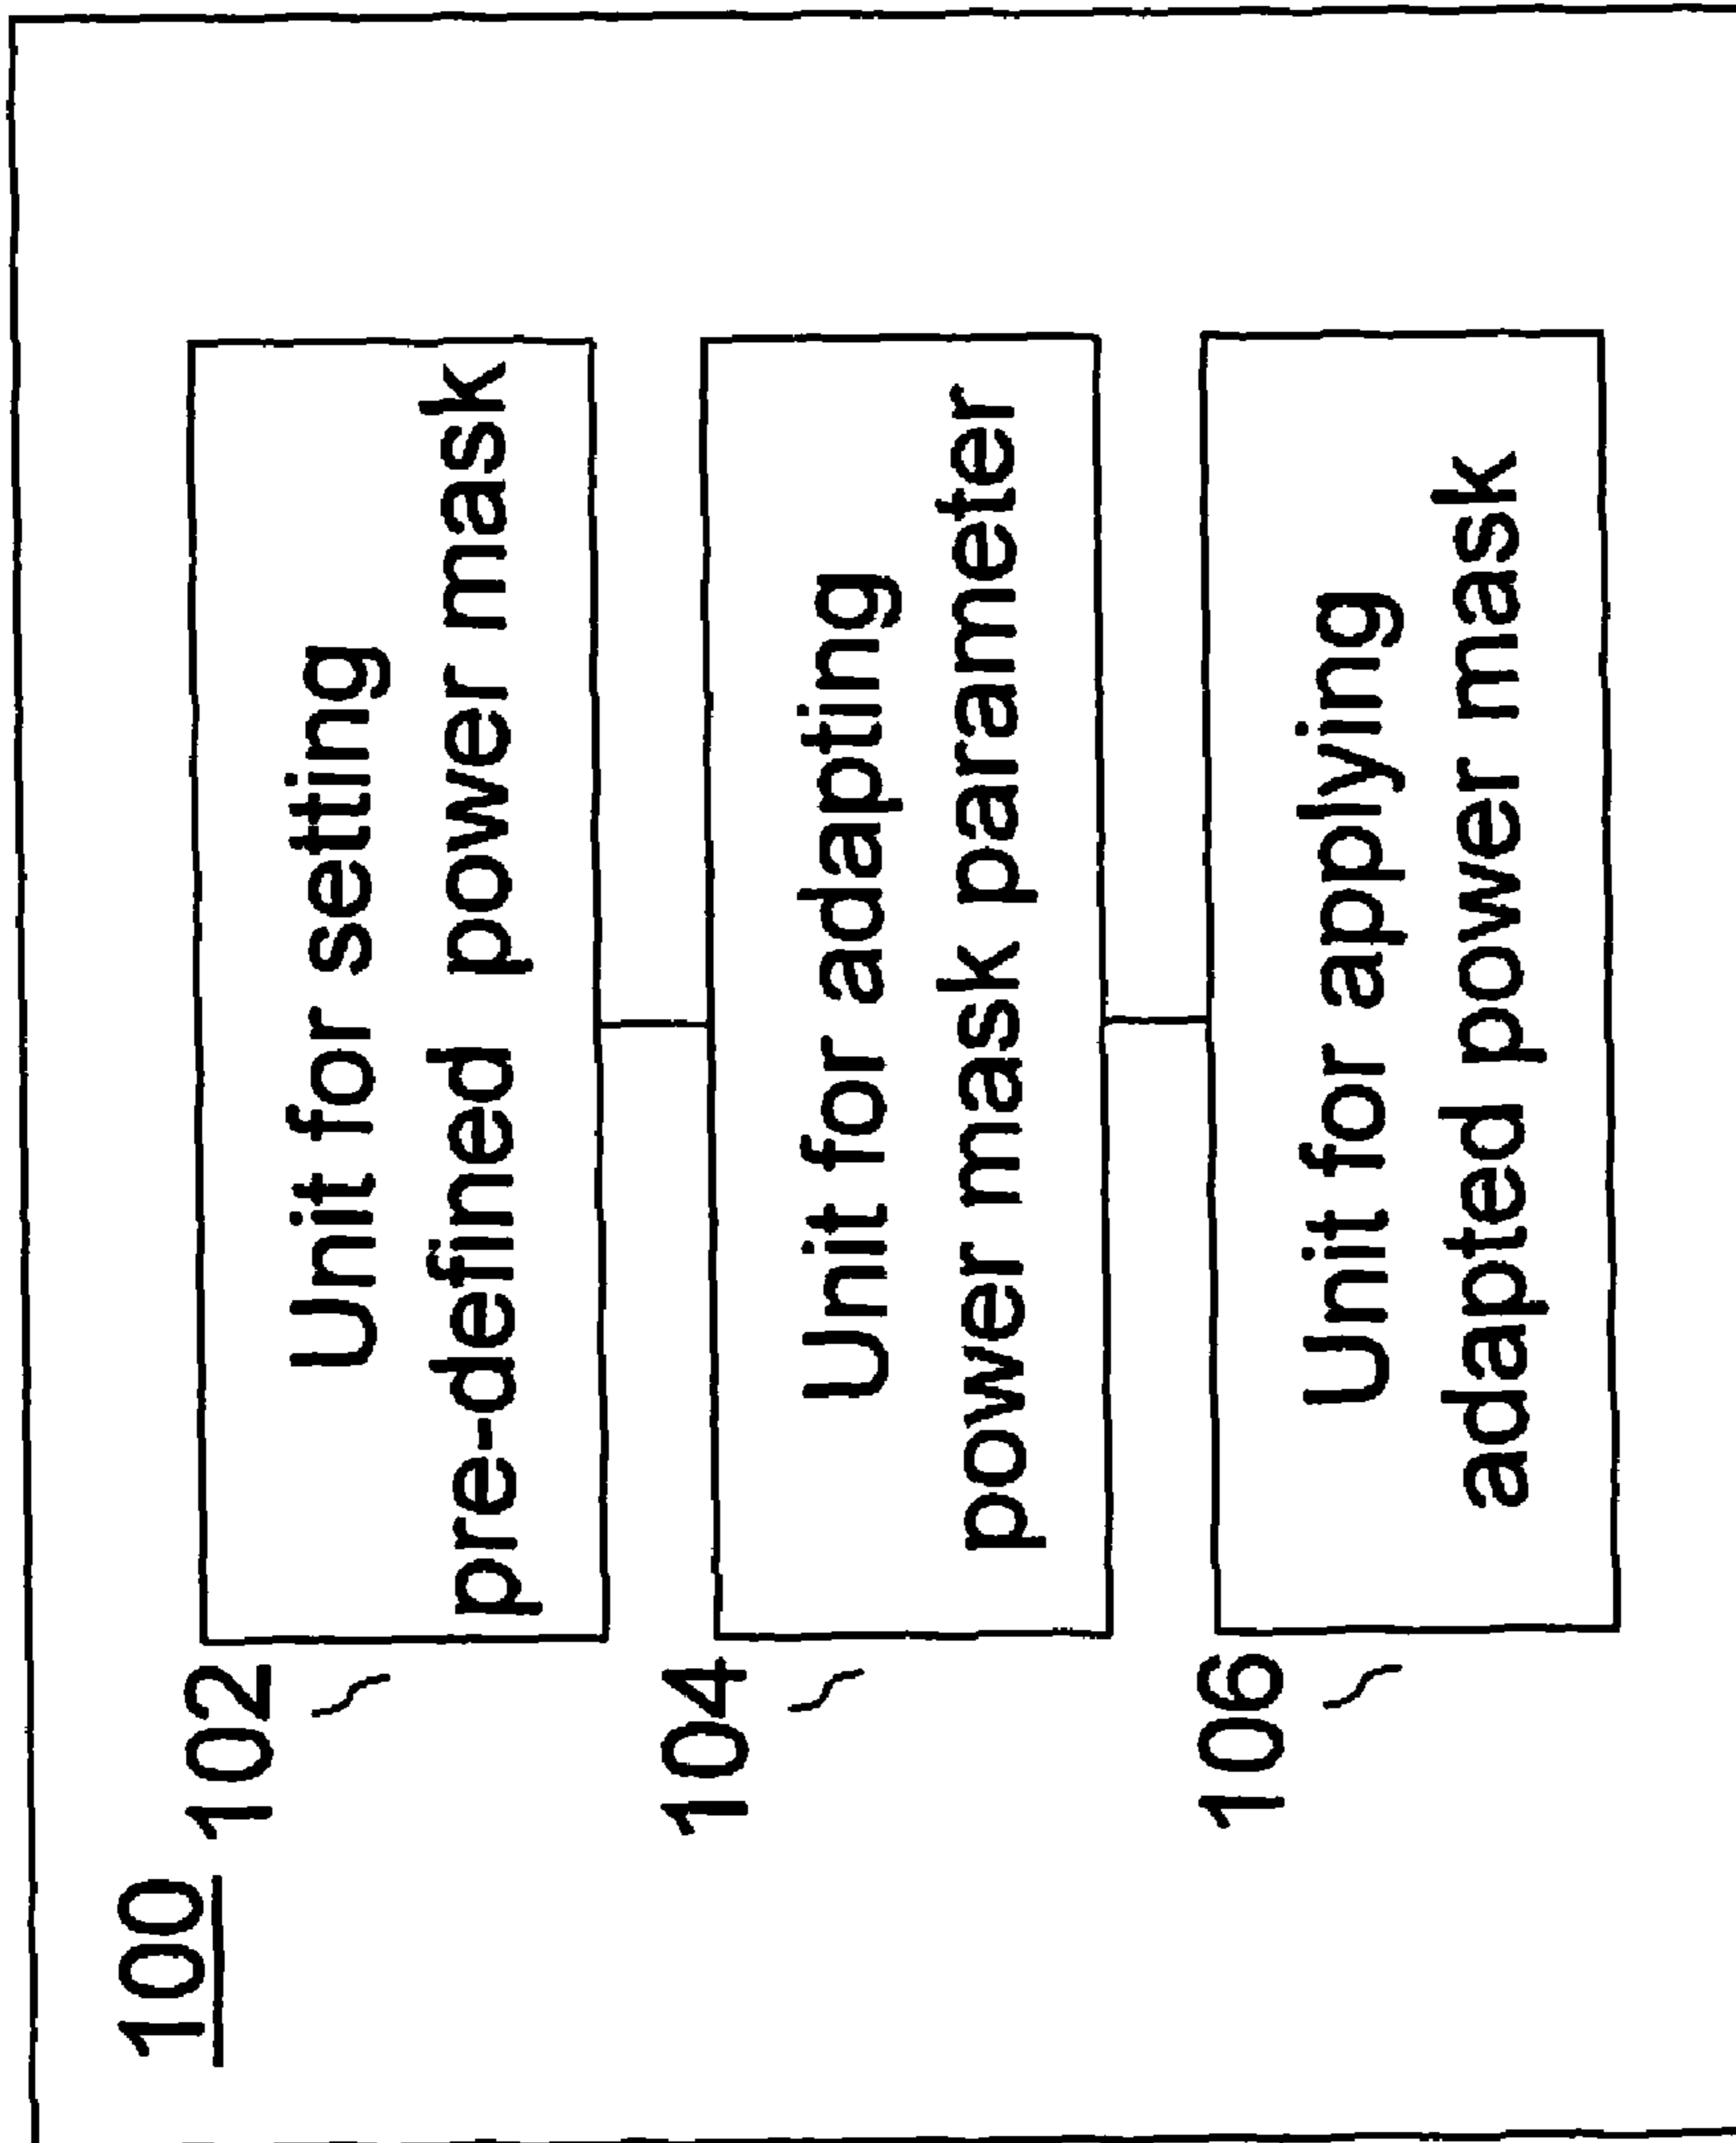 100
102
Unit for setting
pre-defined power mask
104
Unit for adapting
power mask parameter
106
Unit for applying
adapted power mask